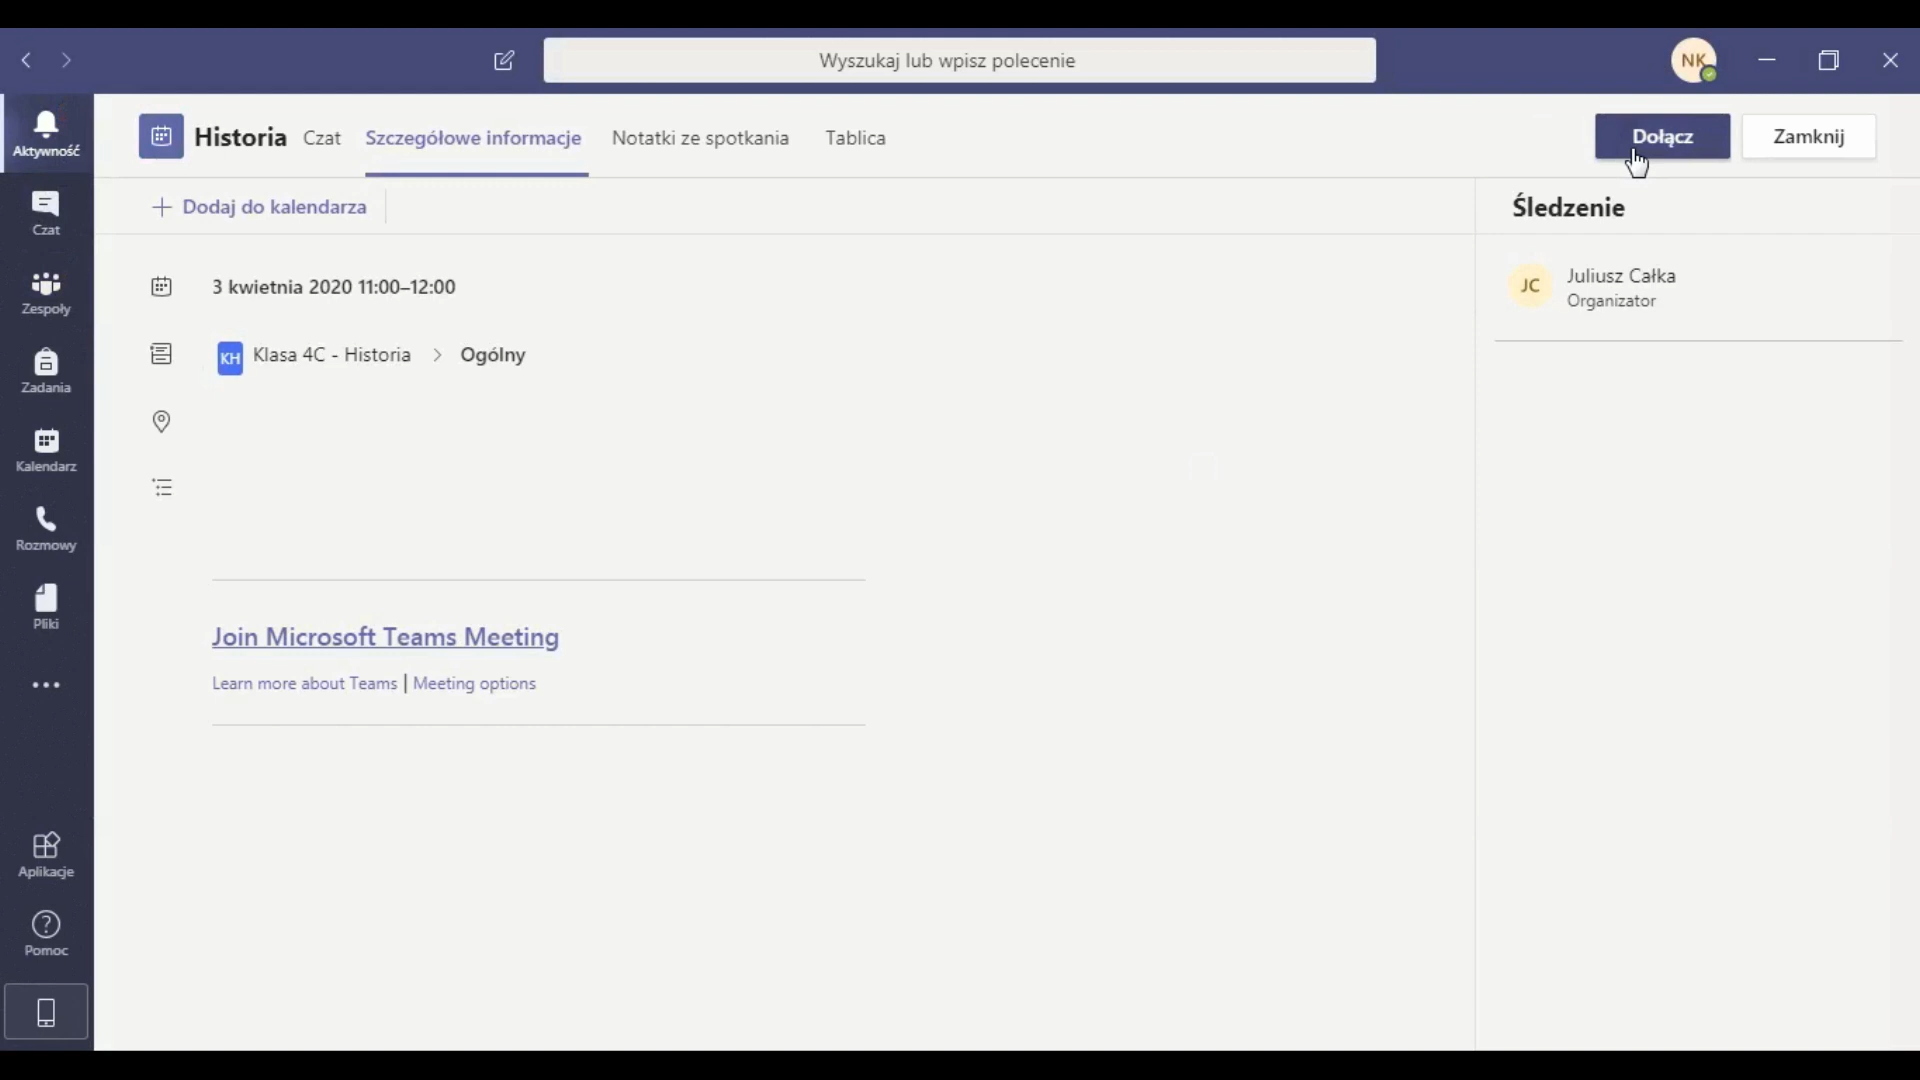 Wyszukaj lub wpisz polecenie
NK
Aktywność
Historia
Czat
Szczegółowe informacje
Notatki ze spotkania
Tablica
Dołącz
Zamknij
Czat
Zespoły
Zadania
Kalendarz
Rozmowy
Pliki
Aplikacje
Pomoc
Dodaj do kalendarza
3 kwietnia 2020 11:00–12:00
KH Klasa 4C - Historia > Ogólny
Join Microsoft Teams Meeting
Learn more about Teams | Meeting options
Śledzenie
JC
Juliusz Całka
Organizator